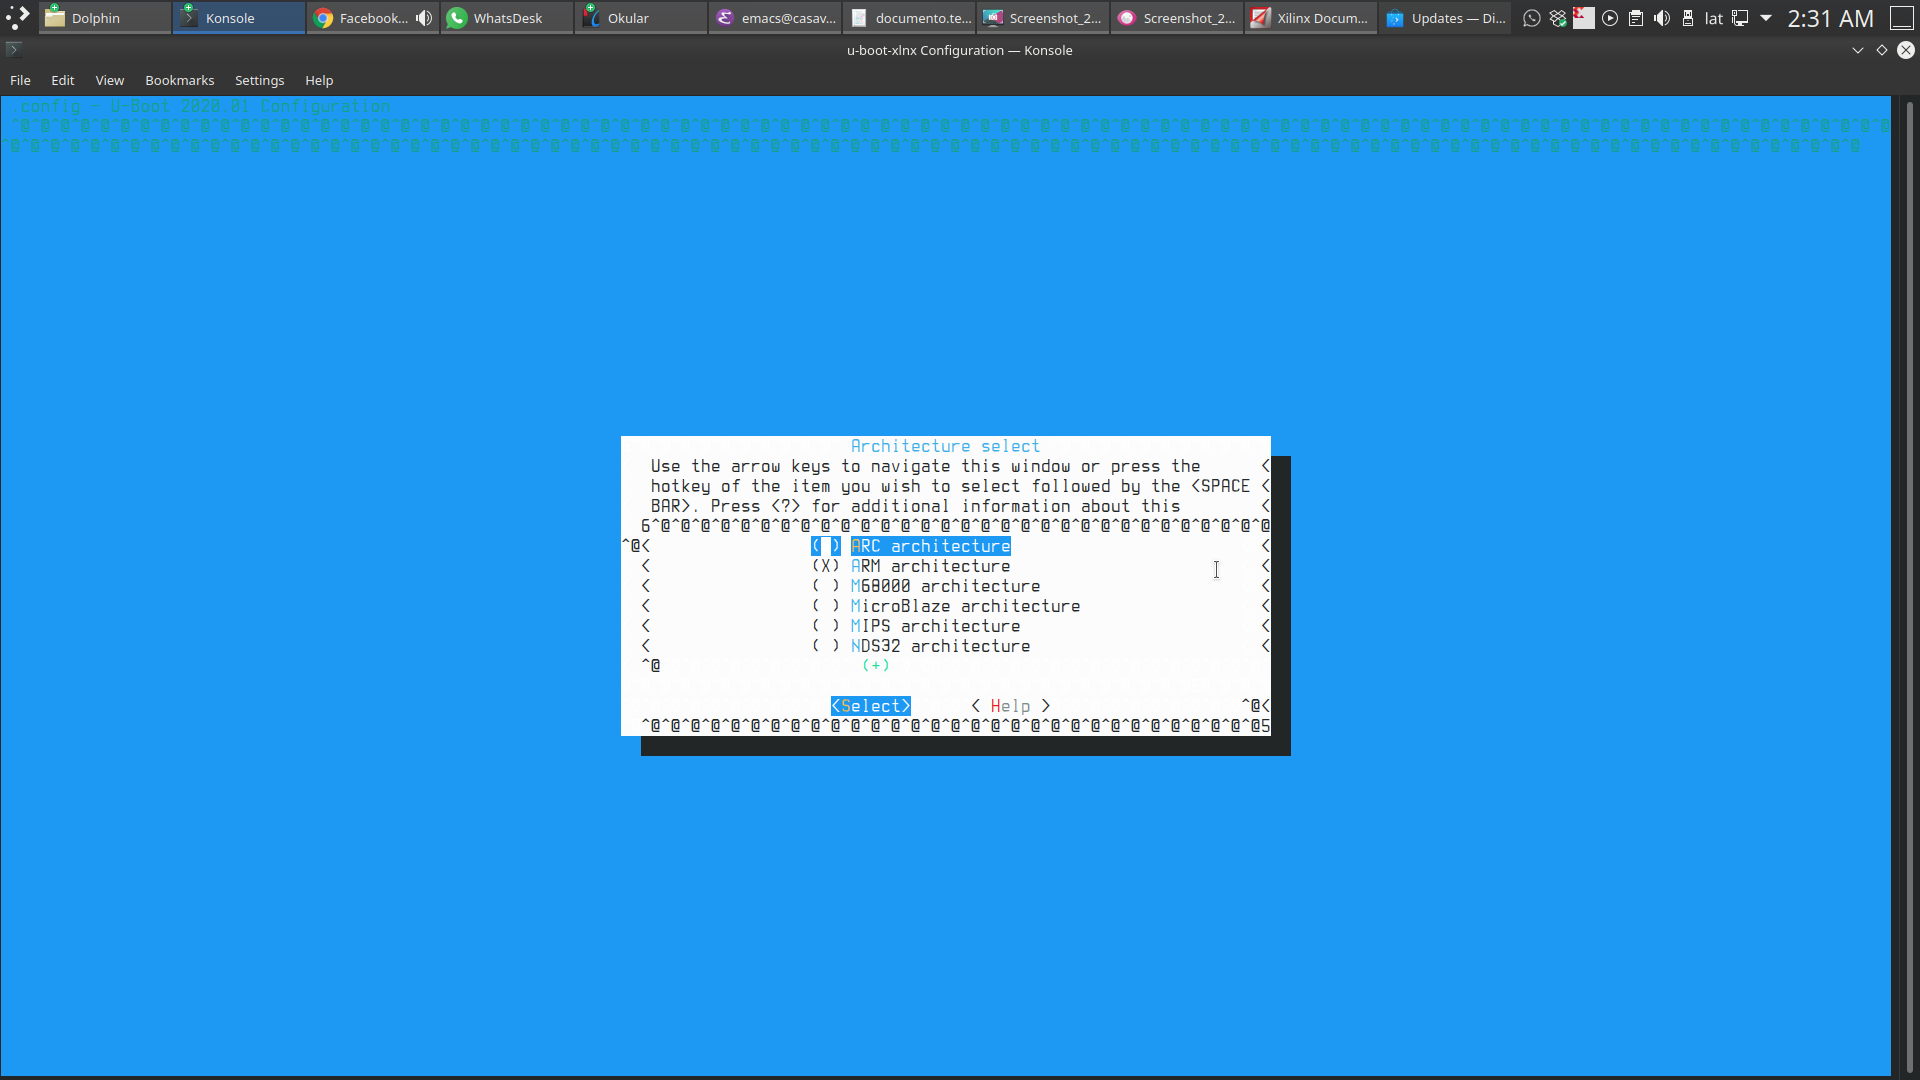 Dolphin
Konsole
Facebook...
WhatsDesk
Okular
emacs@casav...
documento.te...
Screenshot_2...
Screenshot_2...
Xilinx Docum...
Updates — Di...
lat
2:31 AM
u-boot-xlnx Configuration — Konsole
File Edit View Bookmarks Settings Help
.config - U-Boot 2020.01 Configuration
Architecture select
Use the arrow keys to navigate this window or press the <
hotkey of the item you wish to select followed by the <SPACE <
BAR>. Press <?> for additional information about this <
6^@^@^@^@^@^@^@^@^@^@^@^@^@^@^@^@^@^@^@^@^@^@^@^@^@^@^@^@^@^@^@
^@< ( ) ARC architecture <
< (X) ARM architecture <
< ( ) M68000 architecture <
< ( ) MicroBlaze architecture <
< ( ) MIPS architecture <
< ( ) NDS32 architecture <
^@ (+)
<Select> < Help > ^@<
^@^@^@^@^@^@^@^@^@^@^@^@^@^@^@^@^@^@^@^@^@^@^@^@^@^@^@^@^@^@^@5